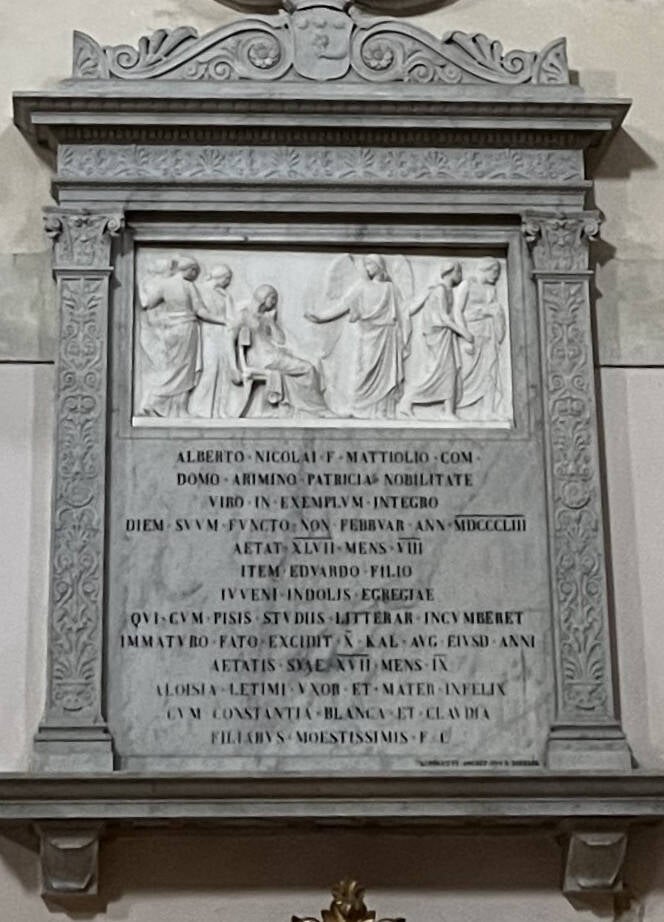 ALBERTO · NICOLAI · F · MATTIOLIO · COM ·
DOMO · ARIMINO · PATRICIA · NOBILITATE
VIRO · IN · EXEMPLVM · INTEGRO
DIEM · SVVM · FVNCTO · NON · FEBRVAR · ANN · MDCCCLIII
AETAT · XLVII · MENS · VIII
ITEM · EDVARDO · FILIO
IVVENI · INDOLIS · EGREGIAE
QVI · CVM · PISIS · STVDIIS · LITTERAR · INCVMBERET
IMMATVRO · FATO · EXCIDIT · X · KAL · AVG · EIVSD · ANNI
AETATIS · SVAE · XVII · MENS · IX
ALOISIA · LETIMI · VXOR · ET · MATER · INFELIX
CVM · CONSTANTIA · BLANCA · ET · CLAVDIA
FILIABVS · MOESTISSIMIS · F · C